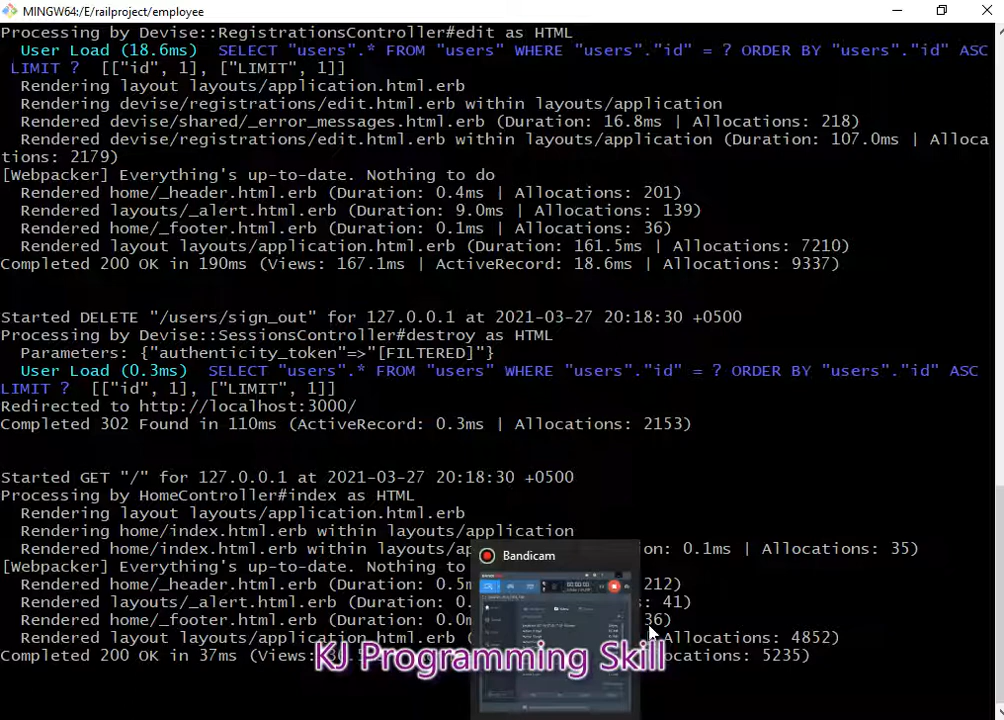 MINGW64:/E/railproject/employee
Processing by Devise::RegistrationsController#edit as HTML
  User Load (18.6ms)  SELECT "users".* FROM "users" WHERE "users"."id" = ? ORDER BY "users"."id" ASC
 LIMIT ?  [["id", 1], ["LIMIT", 1]]
  Rendering layout layouts/application.html.erb
  Rendering devise/registrations/edit.html.erb within layouts/application
  Rendered devise/shared/_error_messages.html.erb (Duration: 16.8ms | Allocations: 218)
  Rendered devise/registrations/edit.html.erb within layouts/application (Duration: 107.0ms | Alloca
tions: 2179)
[Webpacker] Everything's up-to-date. Nothing to do
  Rendered home/_header.html.erb (Duration: 0.4ms | Allocations: 201)
  Rendered layouts/_alert.html.erb (Duration: 9.0ms | Allocations: 139)
  Rendered home/_footer.html.erb (Duration: 0.1ms | Allocations: 36)
  Rendered layout layouts/application.html.erb (Duration: 161.5ms | Allocations: 7210)
Completed 200 OK in 190ms (Views: 167.1ms | ActiveRecord: 18.6ms | Allocations: 9337)
Started DELETE "/users/sign_out" for 127.0.0.1 at 2021-03-27 20:18:30 +0500
Processing by Devise::SessionsController#destroy as HTML
  Parameters: {"authenticity_token"=>"[FILTERED]"}
  User Load (0.3ms)  SELECT "users".* FROM "users" WHERE "users"."id" = ? ORDER BY "users"."id" ASC
LIMIT ?  [["id", 1], ["LIMIT", 1]]
Redirected to http://localhost:3000/
Completed 302 Found in 110ms (ActiveRecord: 0.3ms | Allocations: 2153)
Started GET "/" for 127.0.0.1 at 2021-03-27 20:18:30 +0500
Processing by HomeController#index as HTML
  Rendering layout layouts/application.html.erb
  Rendering home/index.html.erb within layouts/application
  Rendered home/index.html.erb within layouts/ap on: 0.1ms | Allocations: 35)
Bandicam
[Webpacker] Everything's up-to-date. Nothing to
  Rendered home/_header.html.erb (Duration: 0.5m 212)
  Rendered layouts/_alert.html.erb (Duration: 0. 41)
  Rendered home/_footer.html.erb (Duration: 0.0m 36)
  Rendered layout layouts/application.html.erb ( Allocations: 4852)
Completed 200 OK in 37ms (Views: ocations: 5235)
KJ Programming Skill